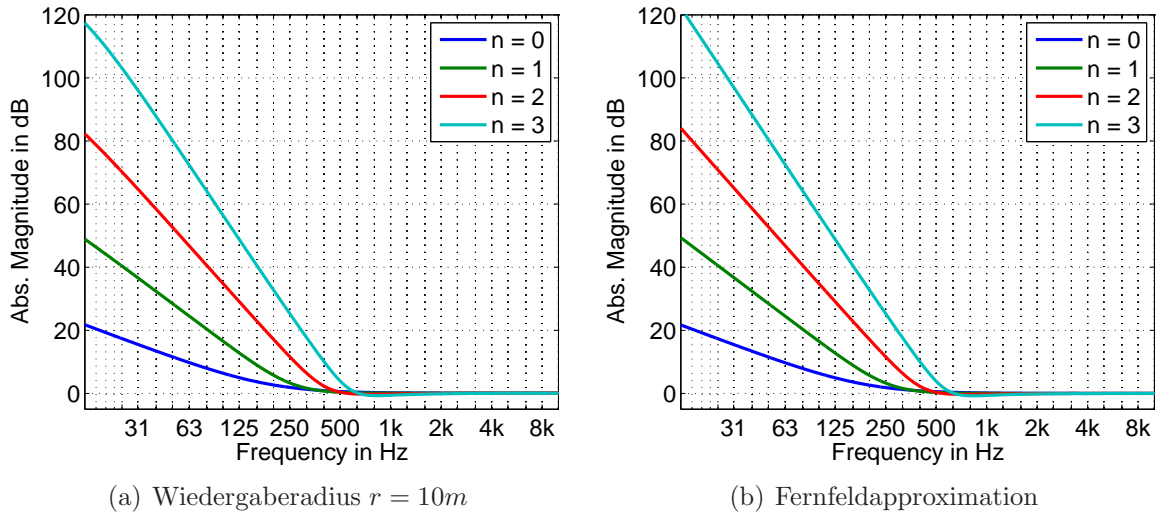 120
100
80
60
40
20
0
Abs. Magnitude in dB
n = 0
n = 1
n = 2
n = 3
31 63 125 250 500 1k 2k 4k 8k
Frequency in Hz
(a) Wiedergaberadius r = 10m
120
100
80
60
40
20
0
Abs. Magnitude in dB
n = 0
n = 1
n = 2
n = 3
31 63 125 250 500 1k 2k 4k 8k
Frequency in Hz
(b) Fernfeldapproximation